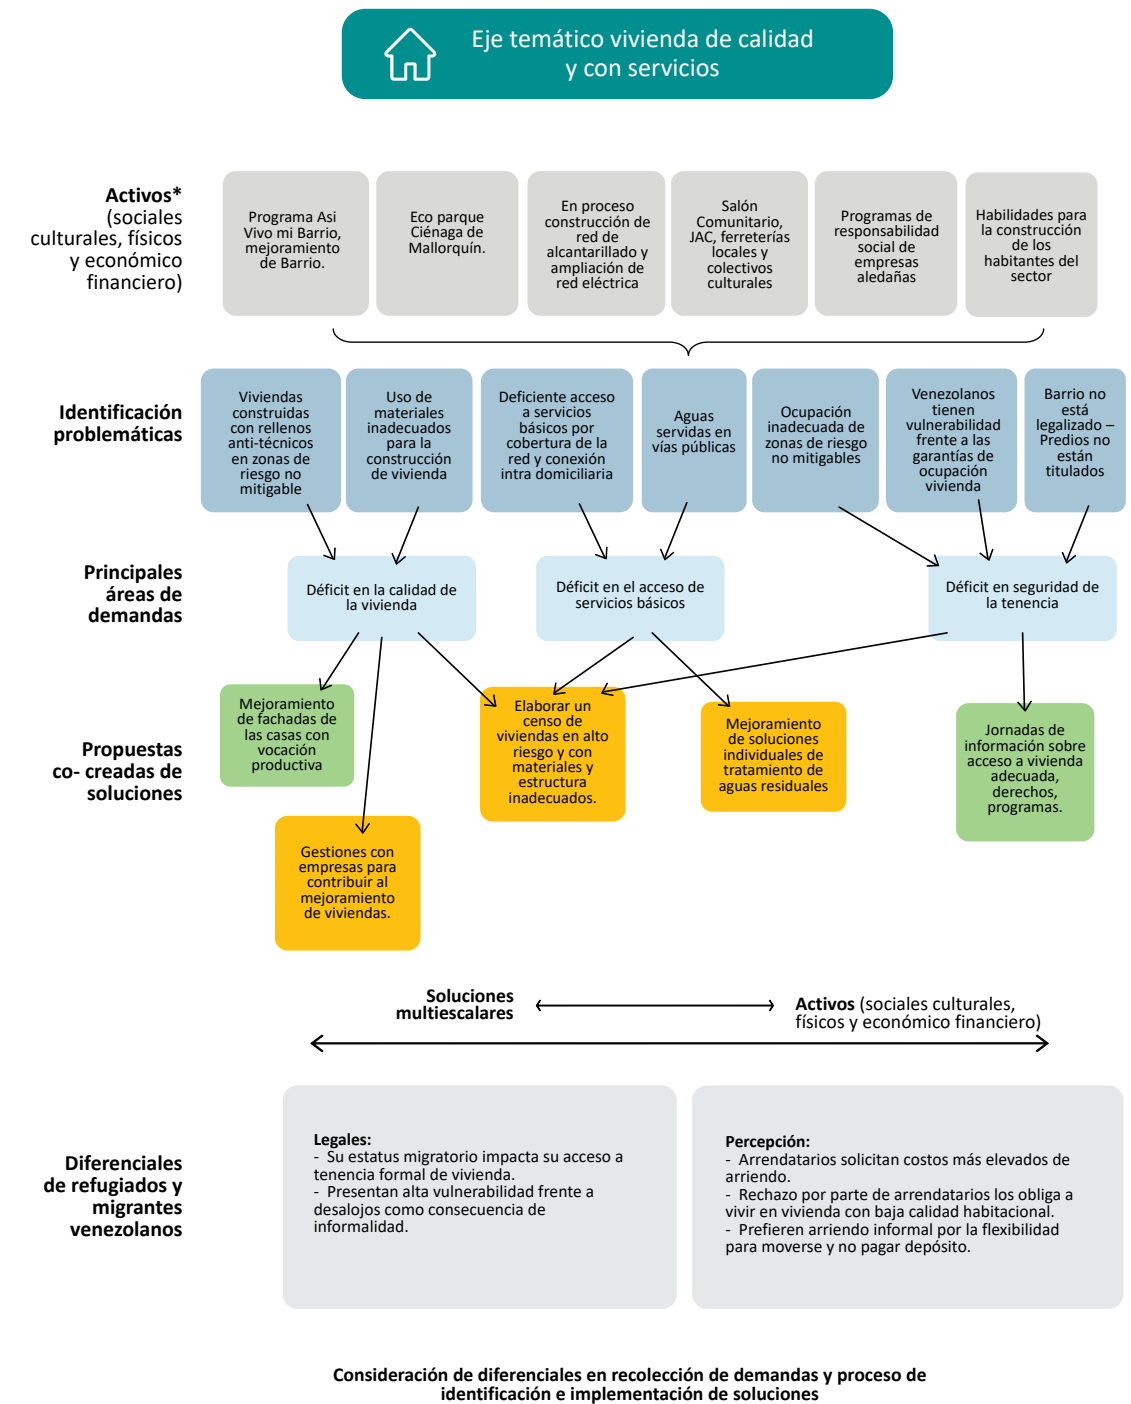 Eje temático vivienda de calidad
y con servicios
Activos*
(sociales
culturales, físicos
y económico
financiero)
Programa Asi
Vivo mi Barrio,
mejoramiento
de Barrio.
Eco parque
Ciénaga de
Mallorquín.
En proceso
construcción de
red de
alcantarillado y
ampliación de
red eléctrica
Salón
Comunitario,
JAC, ferreterías
locales y
colectivos
culturales
Programas de
responsabilidad
social de
empresas
aledañas
Habilidades para
la construcción
de los
habitantes del
sector
Identificación
problemáticas
Viviendas
construidas
con rellenos
anti-técnicos
en zonas de
riesgo no
mitigable
Uso de
materiales
inadecuados
para la
construcción
de vivienda
Deficiente acceso
a servicios
básicos por
cobertura de la
red y conexión
intra domiciliaria
Aguas
servidas en
vías públicas
Ocupación
inadecuada de
zonas de riesgo
no mitigables
Venezolanos
tienen
vulnerabilidad
frente a las
garantías de
ocupación
vivienda
Barrio no
está
legalizado –
Predios no
están
titulados
Principales
áreas de
demandas
Déficit en la calidad de
la vivienda
Déficit en el acceso de
servicios básicos
Déficit en seguridad de
la tenencia
Propuestas
co- creadas de
soluciones
Mejoramiento
de fachadas de
las casas con
vocación
productiva
Gestiones con
empresas para
contribuir al
mejoramiento
de viviendas.
Elaborar un
censo de
viviendas en alto
riesgo y con
materiales y
estructura
inadecuados.
Mejoramiento
de soluciones
individuales de
tratamiento de
aguas residuales
Jornadas de
información sobre
acceso a vivienda
adecuada,
derechos,
programas.
Soluciones
multiescalares
Activos (sociales culturales,
físicos y económico financiero)
Diferenciales
de refugiados y
migrantes
venezolanos
Legales:
- Su estatus migratorio impacta su acceso a
tenencia formal de vivienda.
- Presentan alta vulnerabilidad frente a
desalojos como consecuencia de
informalidad.
Percepción:
- Arrendatarios solicitan costos más elevados de
arriendo.
- Rechazo por parte de arrendatarios los obliga a
vivir en vivienda con baja calidad habitacional.
- Prefieren arriendo informal por la flexibilidad
para moverse y no pagar depósito.
Consideración de diferenciales en recolección de demandas y proceso de
identificación e implementación de soluciones